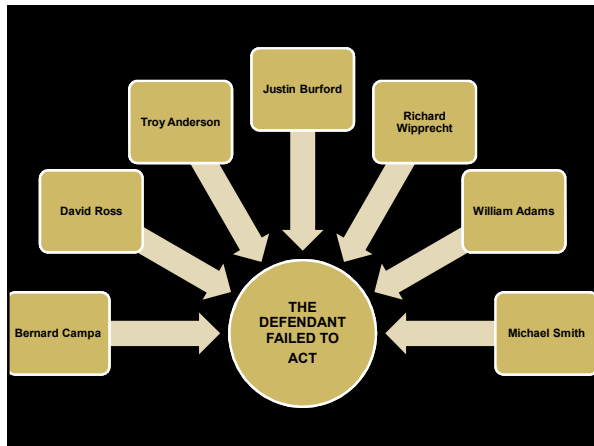 Justin Burford
Troy Anderson
Richard
Wipprecht
David Ross
William Adams
Bernard Campa
THE
DEFENDANT
FAILED TO
ACT
Michael Smith